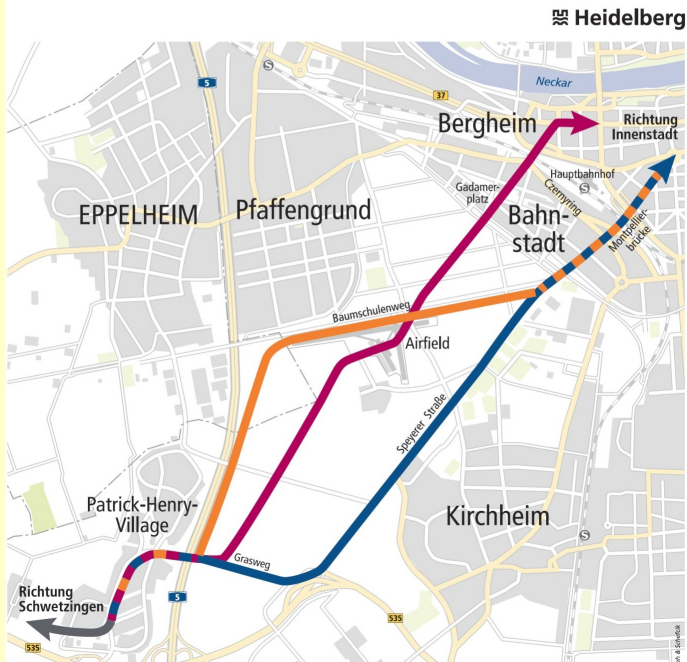 Heidelberg
5
S
Neckar
37
Bergheim
Richtung
Innenstadt
Hauptbahnhof
S
Gadamer-
platz
Czernyring
EPPELHEIM
Pfaffengrund
Bahn-
stadt
Montpellier-
brücke
Baumschulenweg
Airfield
Speyerer Straße
Patrick-Henry-
Village
Kirchheim
S
Grasweg
Richtung
Schwetzingen
5
535
535